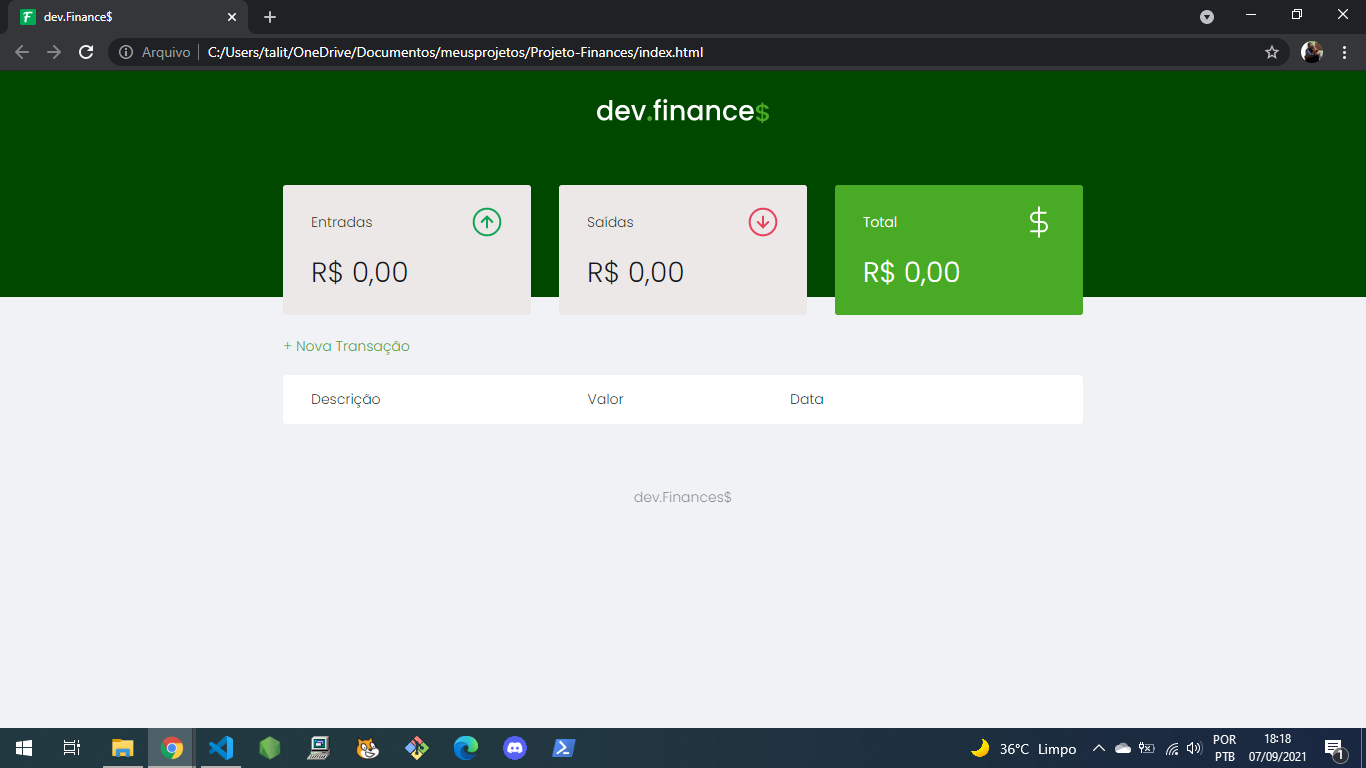 dev.Finance$
Arquivo C:/Users/talit/OneDrive/Documentos/meusprojetos/Projeto-Finances/index.html
dev.finance$
Entradas
R$ 0,00
Saídas
R$ 0,00
Total
$
R$ 0,00
+ Nova Transação
Descrição Valor Data
dev.Finances$
36°C Limpo
POR
PTB
18:18
07/09/2021
1